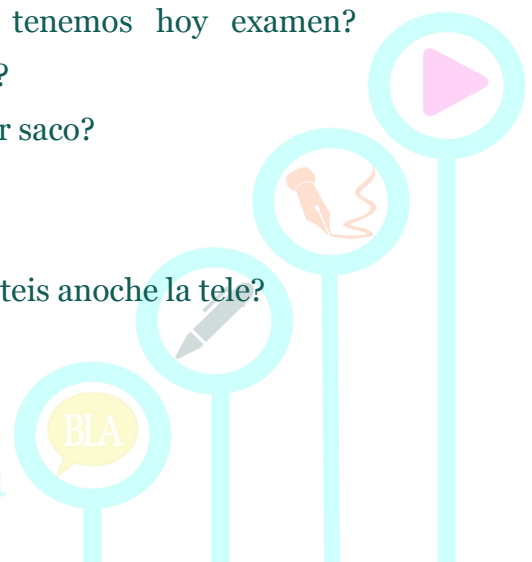 tenemos hoy examen?
?
r saco?
teis anoche la tele?
BLA